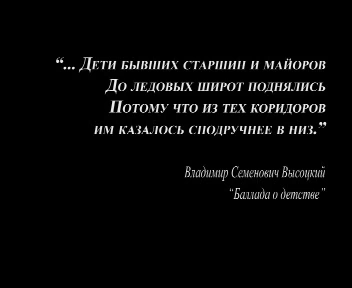 “... Дети бывших старшин и майоров
До ледовых широт поднялись
Потому что из тех коридоров
им казалось сподручнее в низ.”
Владимир Семенович Высоцкий
“Баллада о детстве”